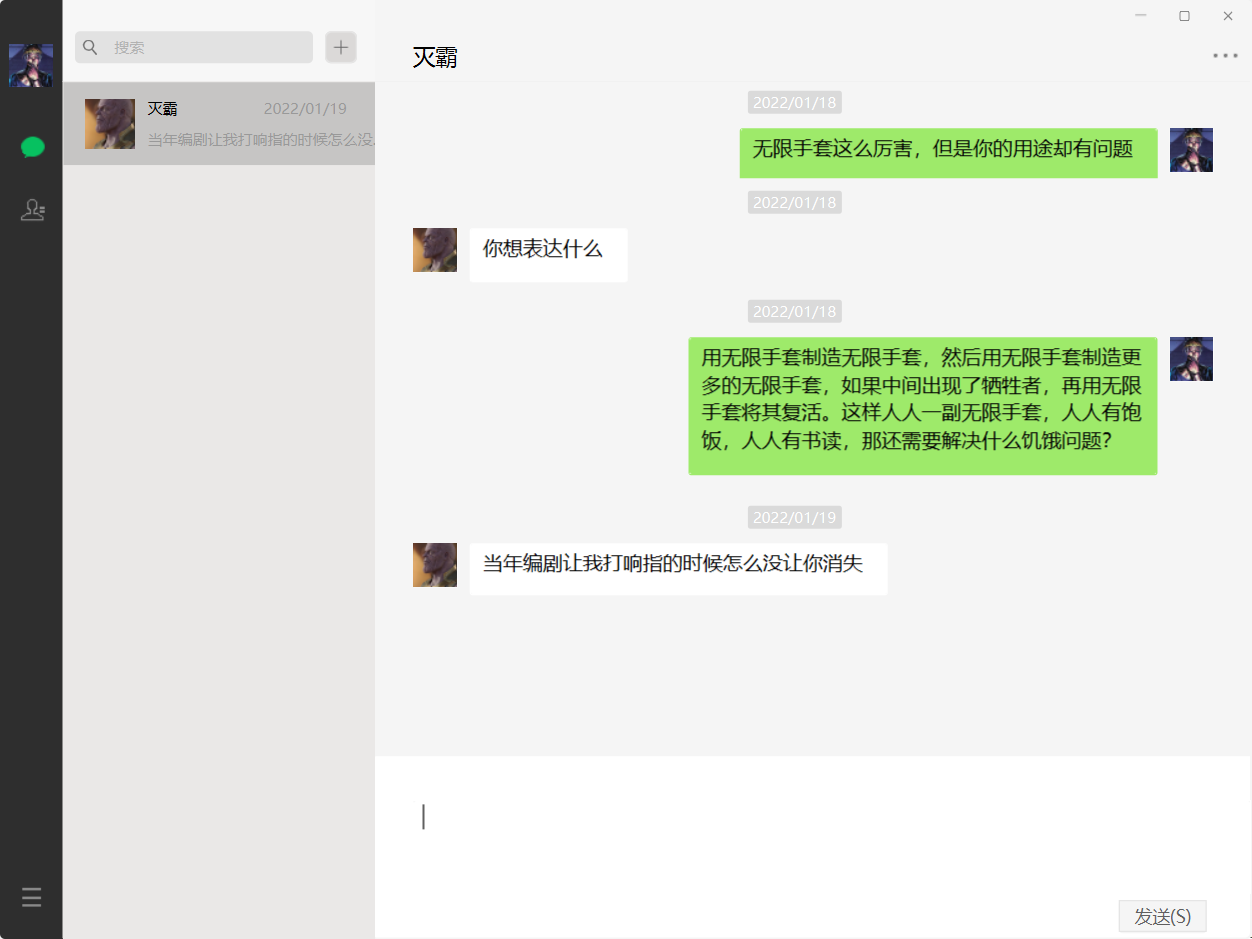 搜索
灭霸
2022/01/19
当年编剧让我打响指的时候怎么没
灭霸
2022/01/18
无限手套这么厉害，但是你的用途却有问题
2022/01/18
你想表达什么
2022/01/18
用无限手套制造无限手套，然后用无限手套制造更
多的无限手套，如果中间出现了牺牲者，再用无限
手套将其复活。这样人人一副无限手套，人人有饱
饭，人人有书读，那还需要解决什么饥饿问题？
2022/01/19
当年编剧让我打响指的时候怎么没让你消失
发送(S)